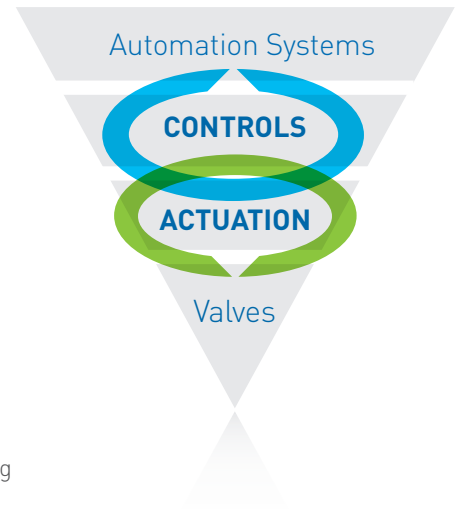 Automation Systems
CONTROLS
ACTUATION
Valves
g